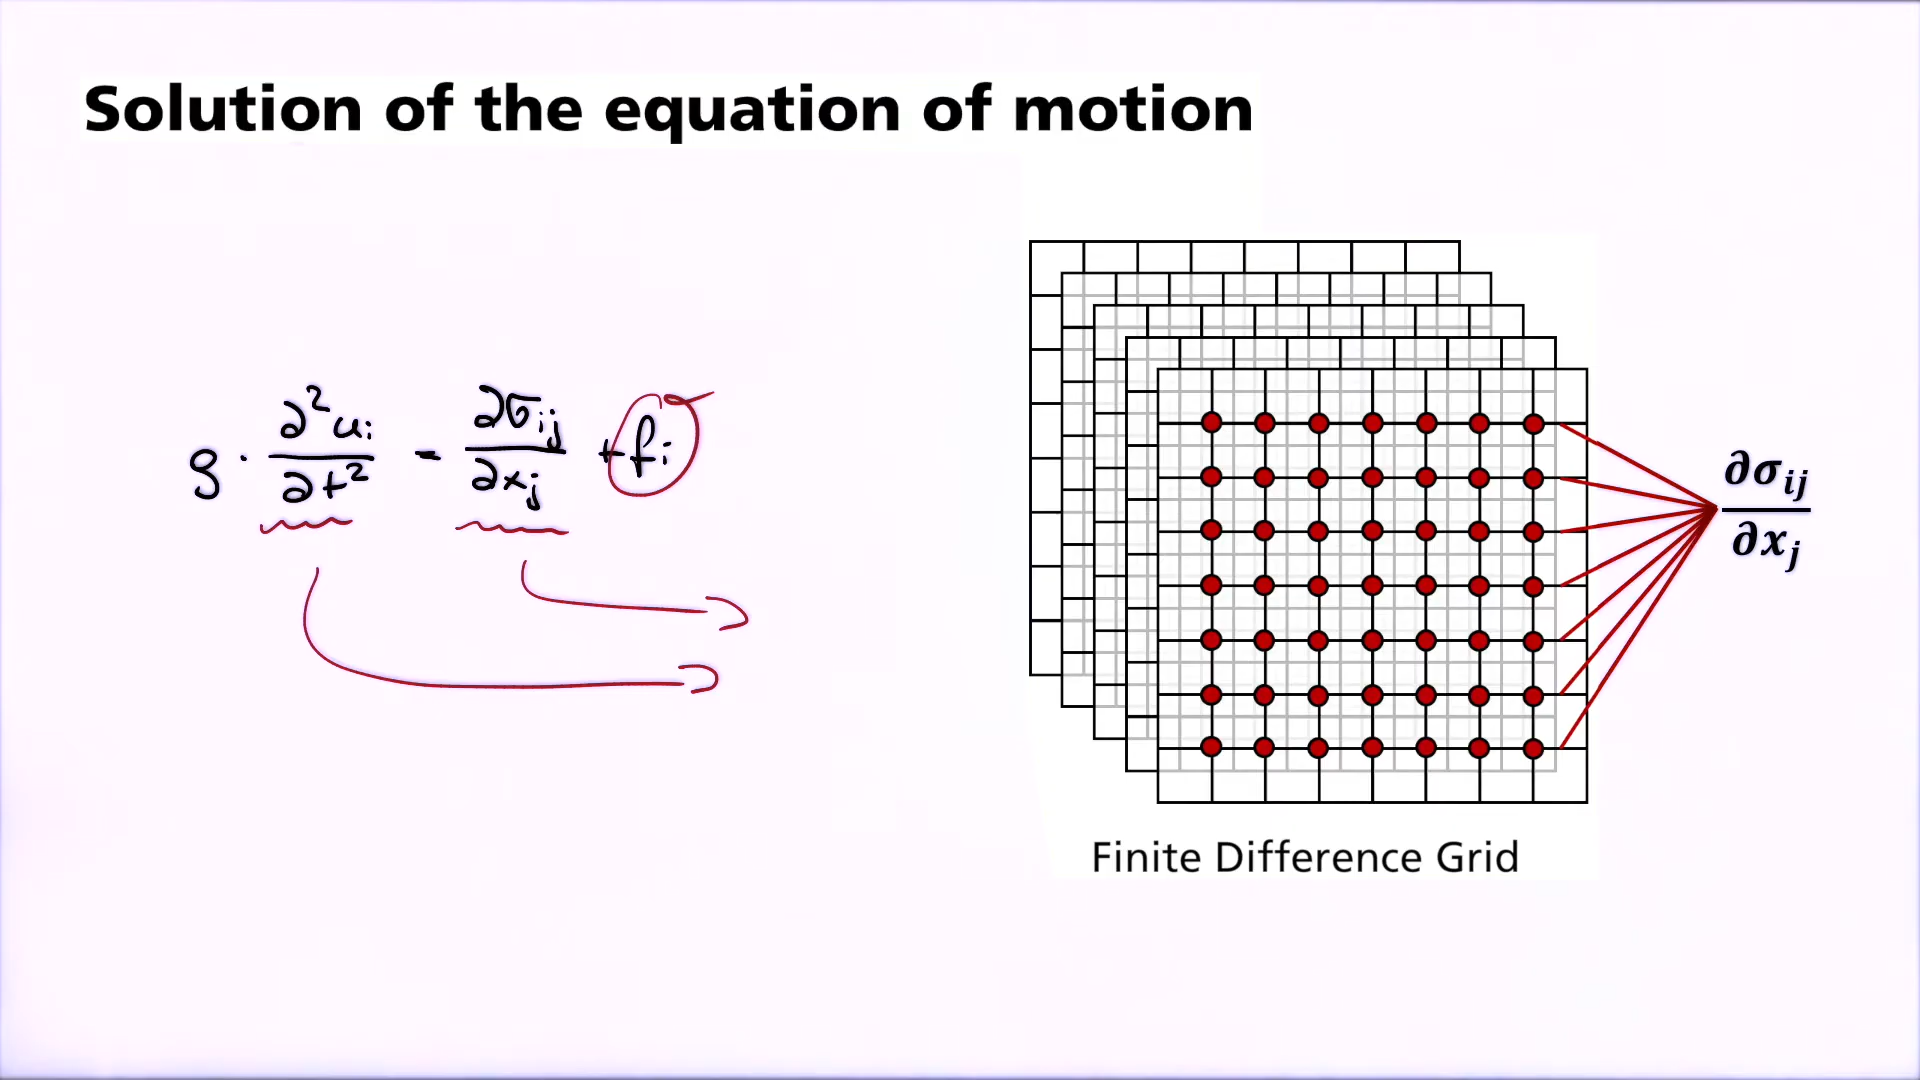 Solution of the equation of motion
ρ · ∂²uᵢ/∂t² - ∂σᵢⱼ/∂xⱼ + fᵢ
∂σᵢⱼ/∂xⱼ
Finite Difference Grid